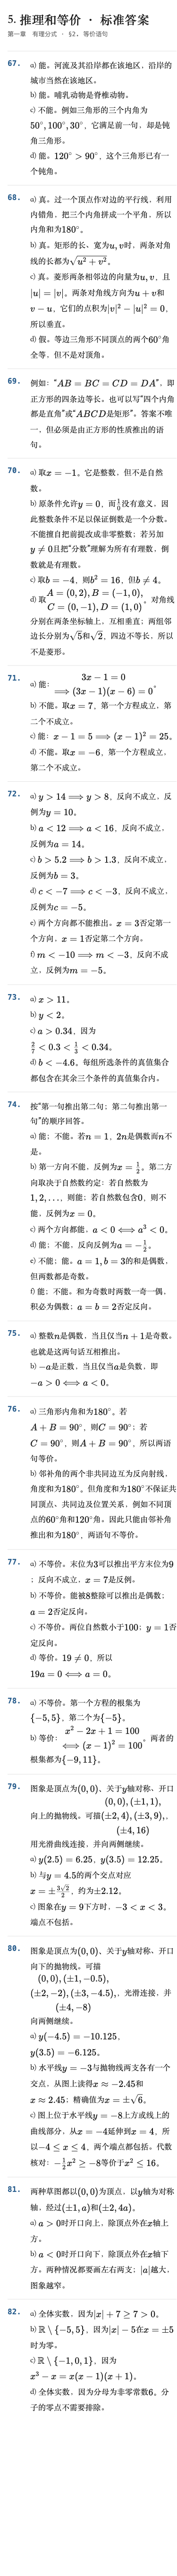 5. 推理和等价 · 标准答案
第一章 有理分式 · §2. 等价语句
67. a) 能。河流及其沿岸都在该地区，沿岸的
城市当然在该地区。
b) 能。哺乳动物是脊椎动物。
c) 不能。例如三角形的三个内角为
50°, 100°, 30°，它满足前一句，却是钝
角三角形。
d) 能。120° > 90°，这个三角形已有一
个钝角。
68. a) 真。过一个顶点作对边的平行线，利用
内错角，把三个内角拼成一个平角，所以
内角和为180°。
b) 真。矩形的长、宽为u, v时，两条对角
线的长都为√(u² + v²)。
c) 真。菱形两条相邻边的向量为u, v，且
|u| = |v|。两条对角线方向为u + v和
v − u，它们的点积为|v|² − |u|² = 0，
所以垂直。
d) 假。等边三角形不同顶点的两个60°角
全等，但不是对顶角。
69. 例如：“AB = BC = CD = DA”，即
正方形的四边等长。也可以写“四个内角
都是直角”或“ABCD是矩形”。答案不唯
一，但必须是由正方形的性质推出的语
句。
70. a) 取x = −1。它是整数，但不是自然
数。
b) 原条件允许y = 0，而1/0没有意义，因
此整数条件不足以保证倒数是一个分数。
不能擅自把前提改成非零整数；若另加
y ≠ 0且把“分数”理解为所有有理数，倒
数就是有理数。
c) 取b = −4，则b² = 16，但b ≠ 4。
d) 取A = (0, 2), B = (−1, 0), C = (0, −1), D = (1, 0)。对角线
分别在两条坐标轴上，互相垂直；两组邻
边长分别为√5和√2，四边不等长，所以
不是菱形。
71. a) 能：3x − 1 = 0
⟹ (3x − 1)(x − 6) = 0。
b) 不能。取x = 7，第一个方程成立，第
二个不成立。
c) 能：x − 1 = 5 ⟹ (x − 1)² = 25。
d) 不能。取x = −6，第一个方程成立，
第二个不成立。
72. a) y > 14 ⟹ y > 8，反向不成立，反
例为y = 10。
b) a < 12 ⟹ a < 16，反向不成立，
反例为a = 14。
c) b > 5.2 ⟹ b > 1.3，反向不成立，
反例为b = 3。
d) c < −7 ⟹ c < −3，反向不成立，
反例为c = −5。
e) 两个方向都不能推出。x = 3否定第一
个方向，x = 1否定第二个方向。
f) m < −10 ⟹ m < −3，反向不成
立，反例为m = −5。
73. a) x > 11。
b) y < 2。
c) a > 0.34，因为
2/7 < 0.3 < 1/3 < 0.34。
d) b < −4.6。每组所选条件的真值集合
都包含在其余三个条件的真值集合内。
74. 按“第一句推出第二句；第二句推出第一
句”的顺序回答。
a) 能；不能。若n = 1，2n是偶数而n不
是。
b) 第一方向不能，反例为x = 1/2。第二方
向取决于自然数的约定：若自然数为
1, 2, …，则能；若自然数包含0，则不
能，反例为x = 0。
c) 两个方向都能，a < 0 ⟺ a³ < 0。
d) 能；不能，反向反例为a = −1/2。
e) 不能；能。a = 1, b = 3的和是偶数，
但两数都是奇数。
f) 能；不能。和为奇数时两数一奇一偶，
积必为偶数；a = b = 2否定反向。
75. a) 整数n是偶数，当且仅当n + 1是奇数。
也就是这两句话互相推出。
b) −a是正数，当且仅当a是负数，即
−a > 0 ⟺ a < 0。
76. a) 三角形内角和为180°。若
A + B = 90°，则C = 90°；若
C = 90°，则A + B = 90°，所以两语
句等价。
b) 邻补角的两个非共同边互为反向射线，
角度和为180°。但角度和为180°不保证共
同顶点、共同边及位置关系，例如不同顶
点的60°角和120°角。因此只能由邻补角
推出和为180°，两语句不等价。
77. a) 不等价。末位为3可以推出平方末位为9
；反向不成立，x = 7是反例。
b) 不等价。能被8整除可以推出是偶数；
a = 2否定反向。
c) 不等价。两位自然数小于100；y = 1否
定反向。
d) 等价。19 ≠ 0，所以
19a = 0 ⟺ a = 0。
78. a) 不等价。第一个方程的根集为
{−5, 5}，第二个为{−5}。
b) 等价：x² − 2x + 1 = 100
⟺ (x − 1)² = 100。两者的
根集都为{−9, 11}。
79. 图象是顶点为(0, 0)、关于y轴对称、开口
向上的抛物线。可描(0, 0), (±1, 1), (±2, 4), (±3, 9), (±4, 16)，
用光滑曲线连接，并向两侧继续。
a) y(2.5) = 6.25，y(3.5) = 12.25。
b) 与y = 4.5的两个交点对应
x = ±3√2/2，约为±2.12。
c) 图象在y = 9下方时，−3 < x < 3，
端点不包括。
80. 图象是顶点为(0, 0)、关于y轴对称、开口
向下的抛物线。可描
(0, 0), (±1, −0.5),
(±2, −2), (±3, −4.5), (±4, −8)，光滑连接，并
向两侧继续。
a) y(−4.5) = −10.125，
y(3.5) = −6.125。
b) 水平线y = −3与抛物线两支各有一个
交点，从图上读得x ≈ −2.45和
x ≈ 2.45；精确值为x = ±√6。
c) 图上位于水平线y = −8上方或线上的
曲线部分，从x = −4延伸到x = 4，所
以−4 ≤ x ≤ 4，两个端点都包括。代数
核对：−1/2x² ≥ −8等价于x² ≤ 16。
81. 两种草图都以(0, 0)为顶点，以y轴为对称
轴，经过(±1, a)和(±2, 4a)。
a) a > 0时开口向上，除顶点外在x轴上
方。
b) a < 0时开口向下，除顶点外在x轴下
方。两种情况都要画左右两支；|a|越大，
图象越窄。
82. a) 全体实数，因为|x| + 7 ≥ 7 > 0。
b) ℝ \ {−5, 5}，因为|x| − 5在x = ±5
时为零。
c) ℝ \ {−1, 0, 1}，因为
x³ − x = x(x − 1)(x + 1)。
d) 全体实数，因为分母为非零常数6，分
子的零点不需要排除。